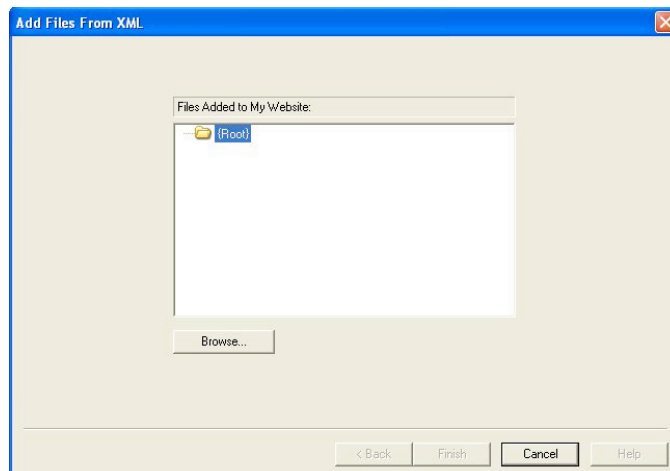 Add Files From XML
Files Added to My Website:
{Root}
Browse...
< Back Finish Cancel Help